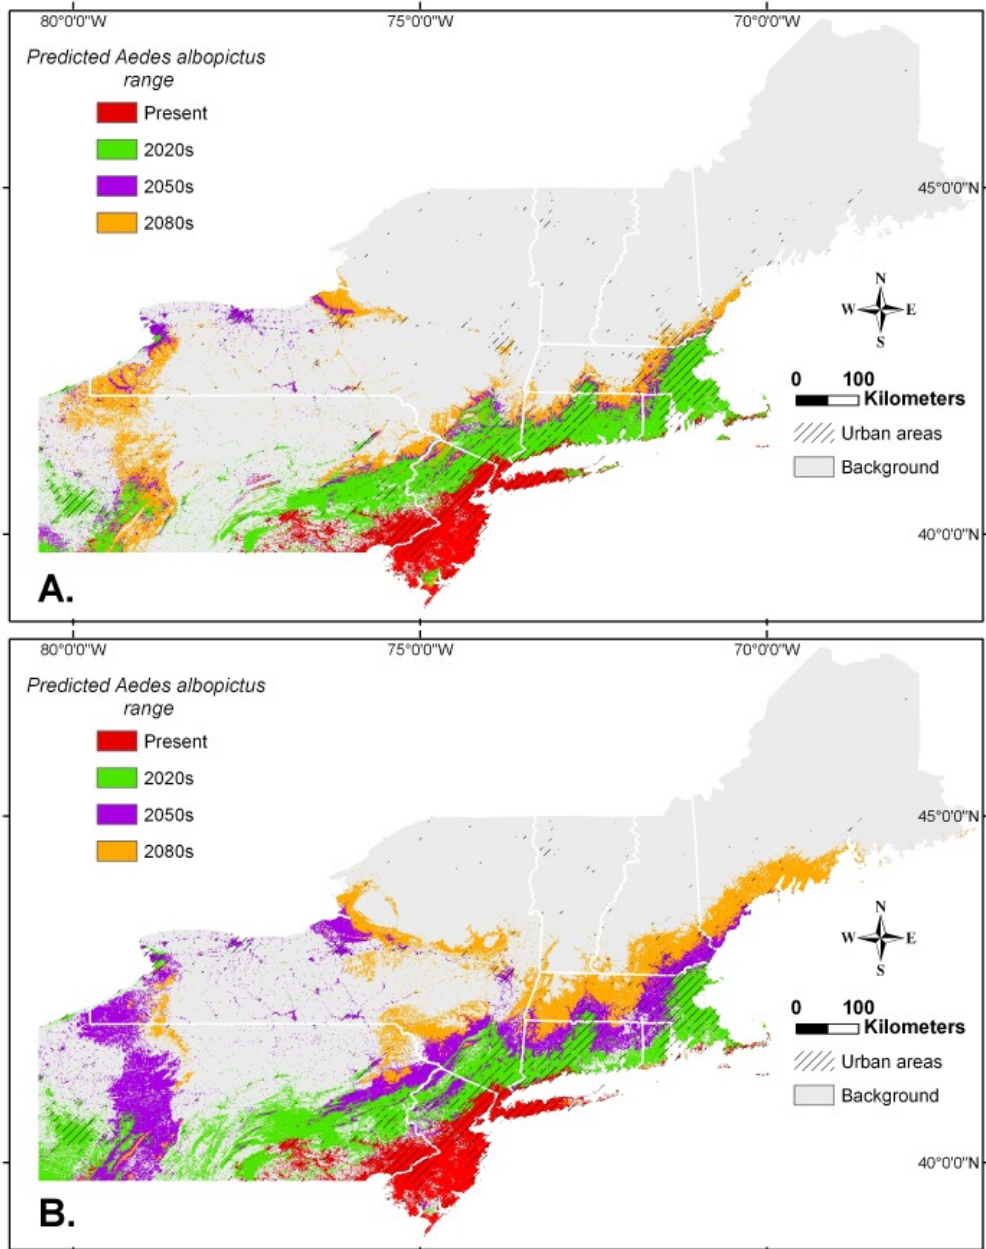 80°0'0"W 75°0'0"W 70°0'0"W
Predicted Aedes albopictus
range
Present
2020s
2050s
2080s
45°0'0"N
N
W E
S
0 100
Kilometers
Urban areas
Background
40°0'0"N
A.
80°0'0"W 75°0'0"W 70°0'0"W
Predicted Aedes albopictus
range
Present
2020s
2050s
2080s
45°0'0"N
N
W E
S
0 100
Kilometers
Urban areas
Background
40°0'0"N
B.